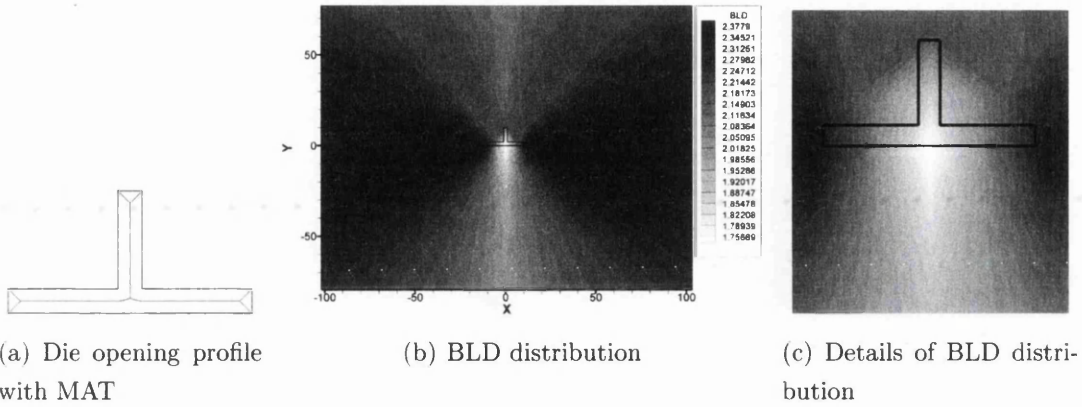 BLD
2.3779
2.34521
2.31251
2.27982
2.24712
2.21442
2.18173
2.14903
2.11634
2.08364
2.05095
2.01825
1.98556
1.95286
1.92017
1.88747
1.85478
1.82208
1.78939
1.75669
50
0
-50
Y
-100 -50 0 50 100
X
(a) Die opening profile
with MAT
(b) BLD distribution
(c) Details of BLD distri-
bution